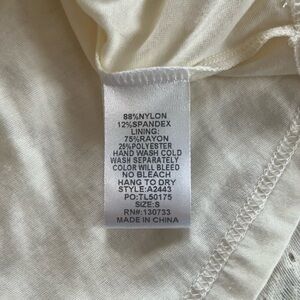 88%NYLON
12%SPANDEX
LINING:
75%RAYON
25%POLYESTER
HAND WASH COLD
WASH SEPARATELY
COLOR WILL BLEED
NO BLEACH
HANG TO DRY
STYLE:A2443
PO:TL50175
SIZE:S
RN#:130733
MADE IN CHINA